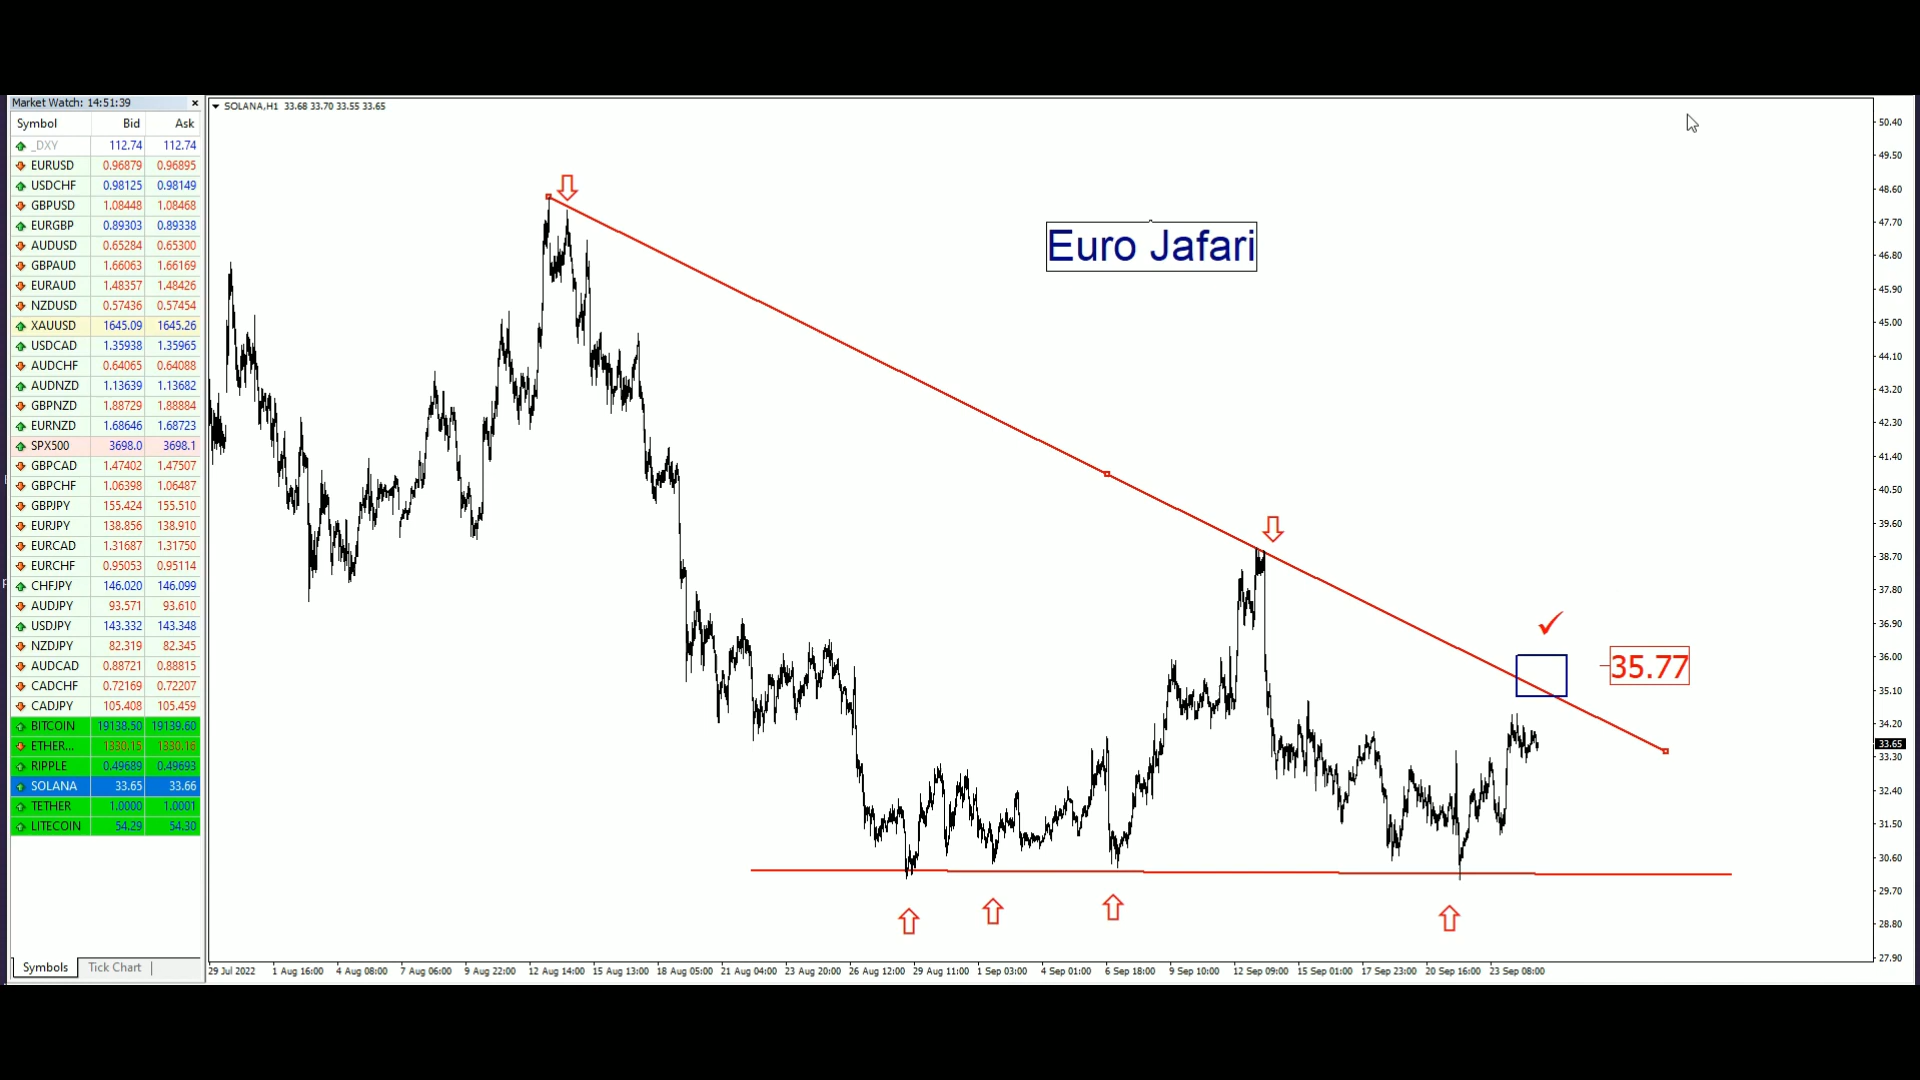 Market Watch: 14:51:39
Symbol Bid Ask
_DXY 112.74 112.74
EURUSD 0.96879 0.96895
USDCHF 0.98125 0.98149
GBPUSD 1.08448 1.08468
EURGBP 0.89303 0.89338
AUDUSD 0.65284 0.65300
GBPAUD 1.66063 1.66169
EURAUD 1.48357 1.48426
NZDUSD 0.57436 0.57454
XAUUSD 1645.09 1645.26
USDCAD 1.35938 1.35965
AUDCHF 0.64065 0.64088
AUDNZD 1.13639 1.13682
GBPNZD 1.88729 1.88884
EURNZD 1.68646 1.68723
SPX500 3698.0 3698.1
GBPCAD 1.47402 1.47507
GBPCHF 1.06398 1.06487
GBPJPY 155.424 155.510
EURJPY 138.856 138.910
EURCAD 1.31687 1.31750
EURCHF 0.95053 0.95114
CHFJPY 146.020 146.099
AUDJPY 93.571 93.610
USDJPY 143.332 143.348
NZDJPY 82.319 82.345
AUDCAD 0.88721 0.88815
CADCHF 0.72169 0.72207
CADJPY 105.408 105.459
BITCOIN 19138.50 19139.60
ETHER... 1330.15 1330.16
RIPPLE 0.49689 0.49693
SOLANA 33.65 33.66
TETHER 1.0000 1.0001
LITECOIN 54.29 54.30
Symbols Tick Chart
SOLANA,H1 33.68 33.70 33.55 33.65
Euro Jafari
35.77
50.40
49.50
48.60
47.70
46.80
45.90
45.00
44.10
43.20
42.30
41.40
40.50
39.60
38.70
37.80
36.90
36.00
35.10
34.20
33.65
33.30
32.40
31.50
30.60
29.70
28.80
27.90
29 Jul 2022 1 Aug 16:00 4 Aug 08:00 7 Aug 06:00 9 Aug 22:00 12 Aug 14:00 15 Aug 13:00 18 Aug 05:00 21 Aug 04:00 23 Aug 20:00 26 Aug 12:00 29 Aug 11:00 1 Sep 03:00 4 Sep 01:00 6 Sep 18:00 9 Sep 10:00 12 Sep 09:00 15 Sep 01:00 17 Sep 23:00 20 Sep 16:00 23 Sep 08:00